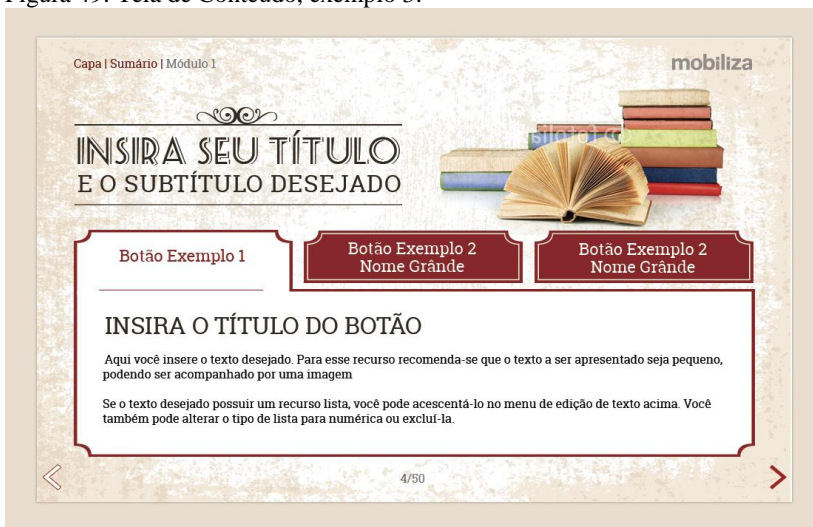 Figura 49: Tela de Conteúdo, exemplo 3.
Capa | Sumário | Módulo 1
mobiliza
INSIRA SEU TÍTULO
E O SUBTÍTULO DESEJADO
Botão Exemplo 1
Botão Exemplo 2
Nome Grânde
Botão Exemplo 2
Nome Grânde
INSIRA O TÍTULO DO BOTÃO
Aqui você insere o texto desejado. Para esse recurso recomenda-se que o texto a ser apresentado seja pequeno,
podendo ser acompanhado por uma imagem
Se o texto desejado possuir um recurso lista, você pode acescentá-lo no menu de edição de texto acima. Você
também pode alterar o tipo de lista para numérica ou excluí-la.
4/50